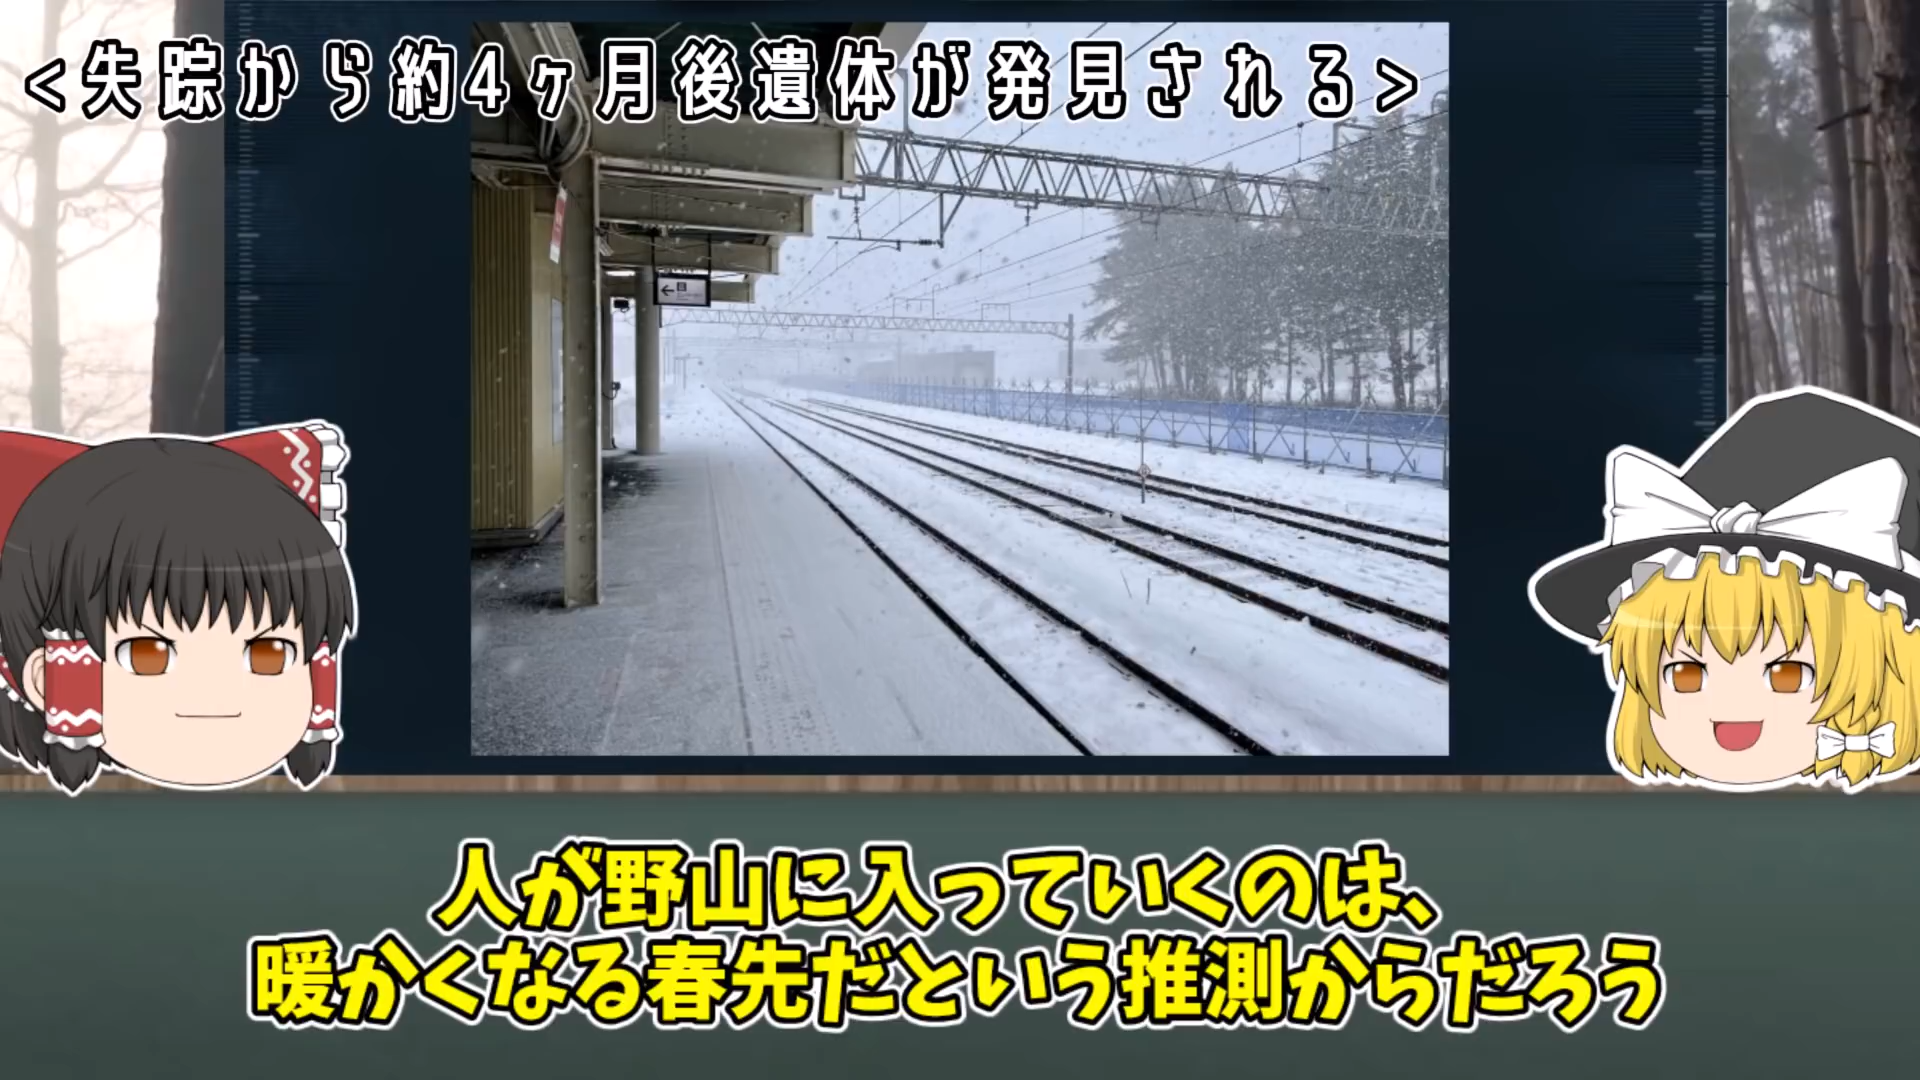 <失踪から約4ヶ月後遺体が発見される>
人が野山に入っていくのは、
暖かくなる春先だという推測からだろう